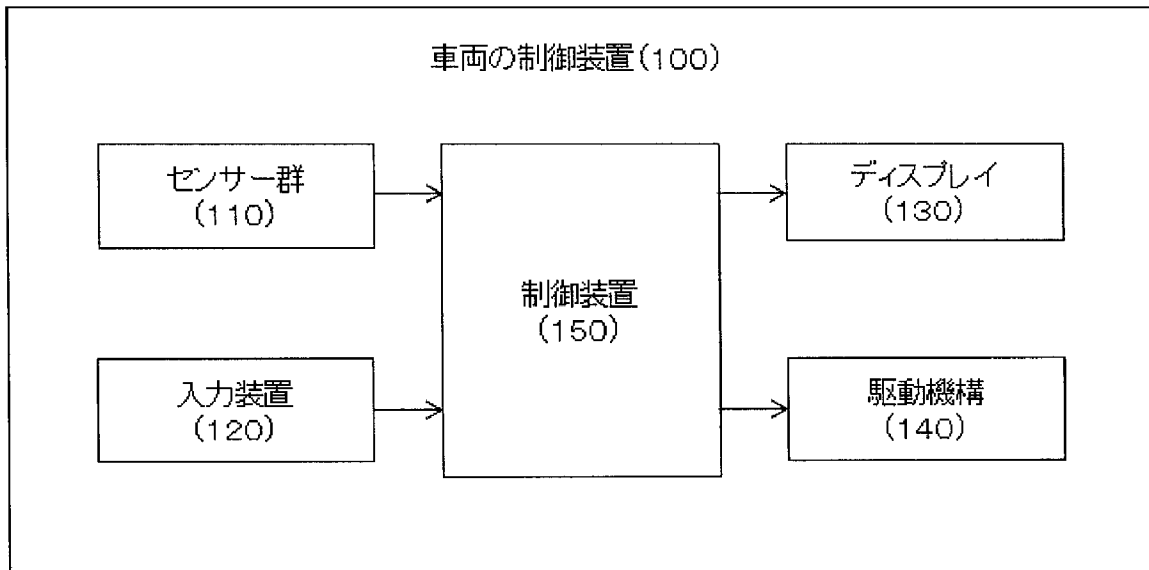 車両の制御装置(100)
センサー群
(110)
制御装置
(150)
ディスプレイ
(130)
入力装置
(120)
駆動機構
(140)